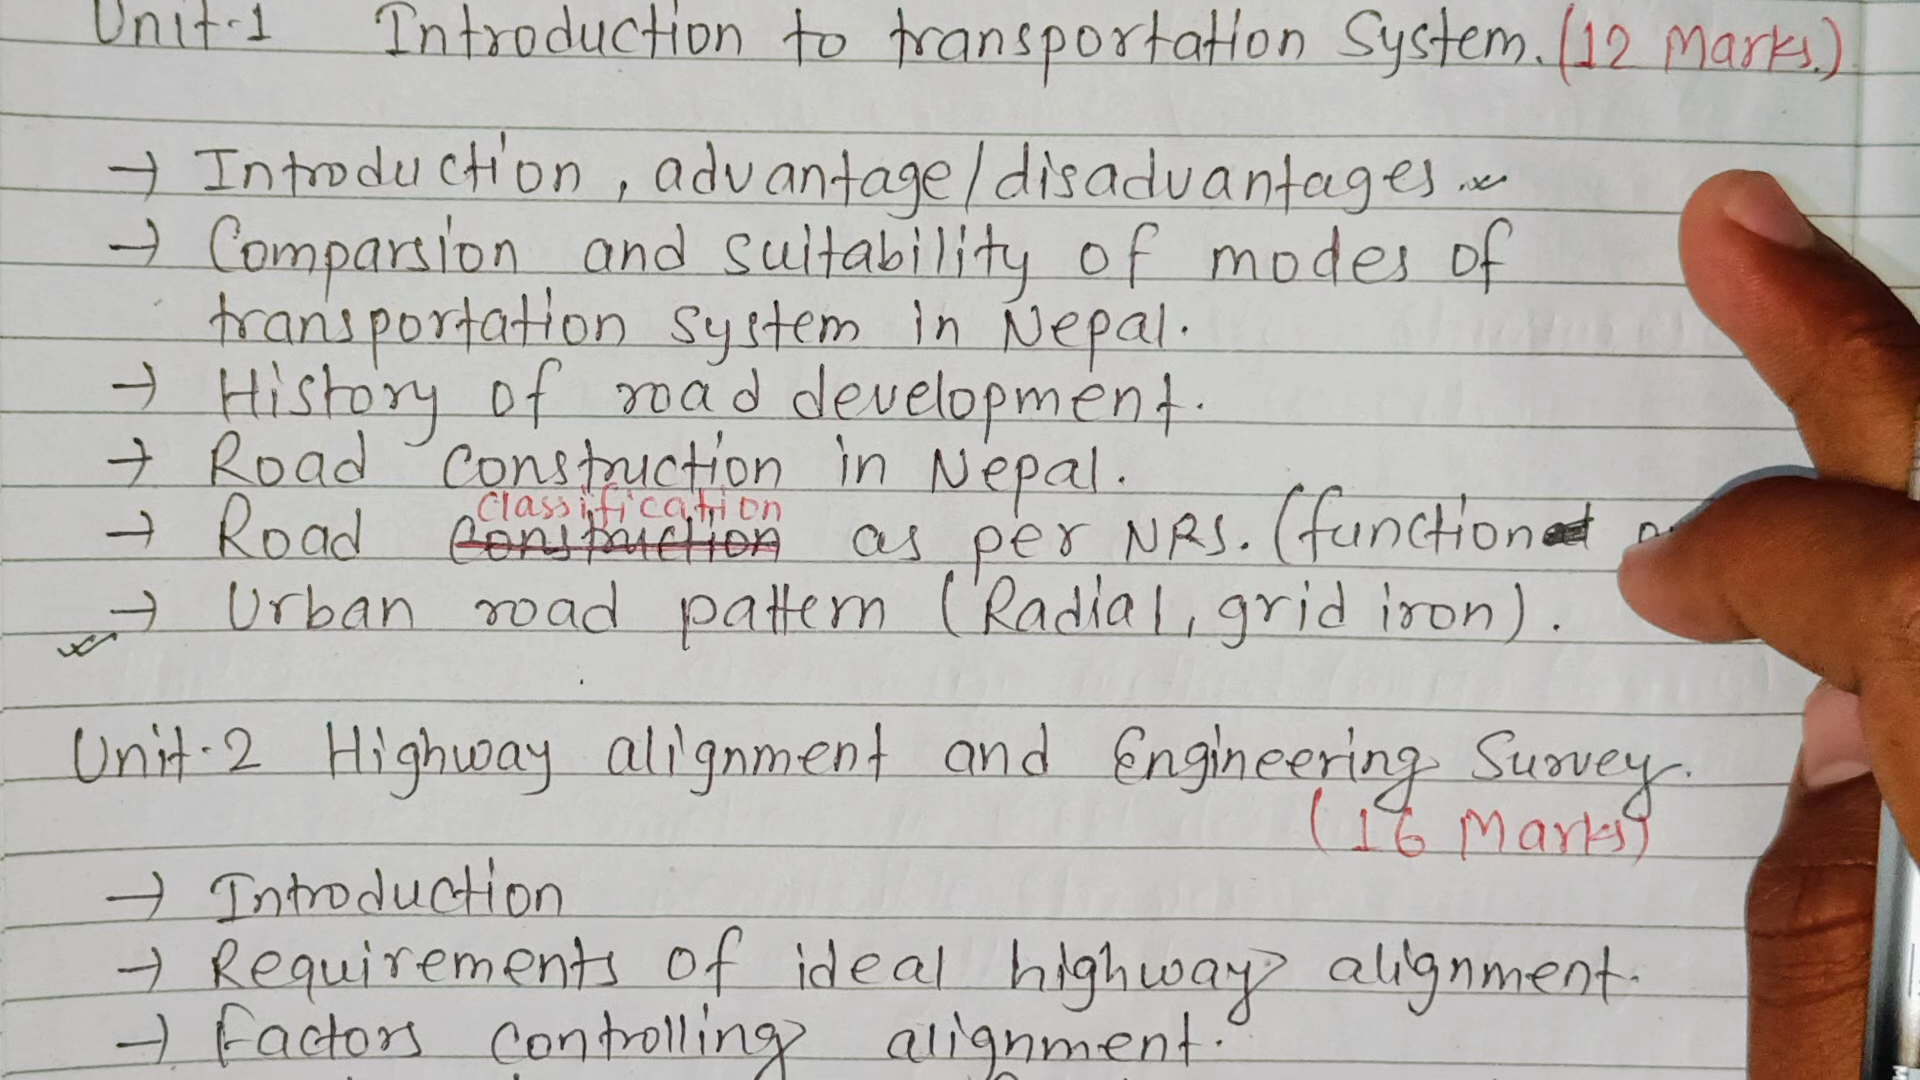 Unit-1 Introduction to transportation System. (12 Marks.)
→ Introduction, advantage/disadvantages.
→ Comparsion and suitability of modes of
transportation system in Nepal.
→ History of road development.
→ Road construction in Nepal.
classification
→ Road construction as per NRS. (function
→ Urban road pattern (Radial, grid iron).
Unit-2 Highway alignment and Engineering Survey.
(16 Marks)
→ Introduction
→ Requirements of ideal highway alignment.
→ Factors controlling alignment.